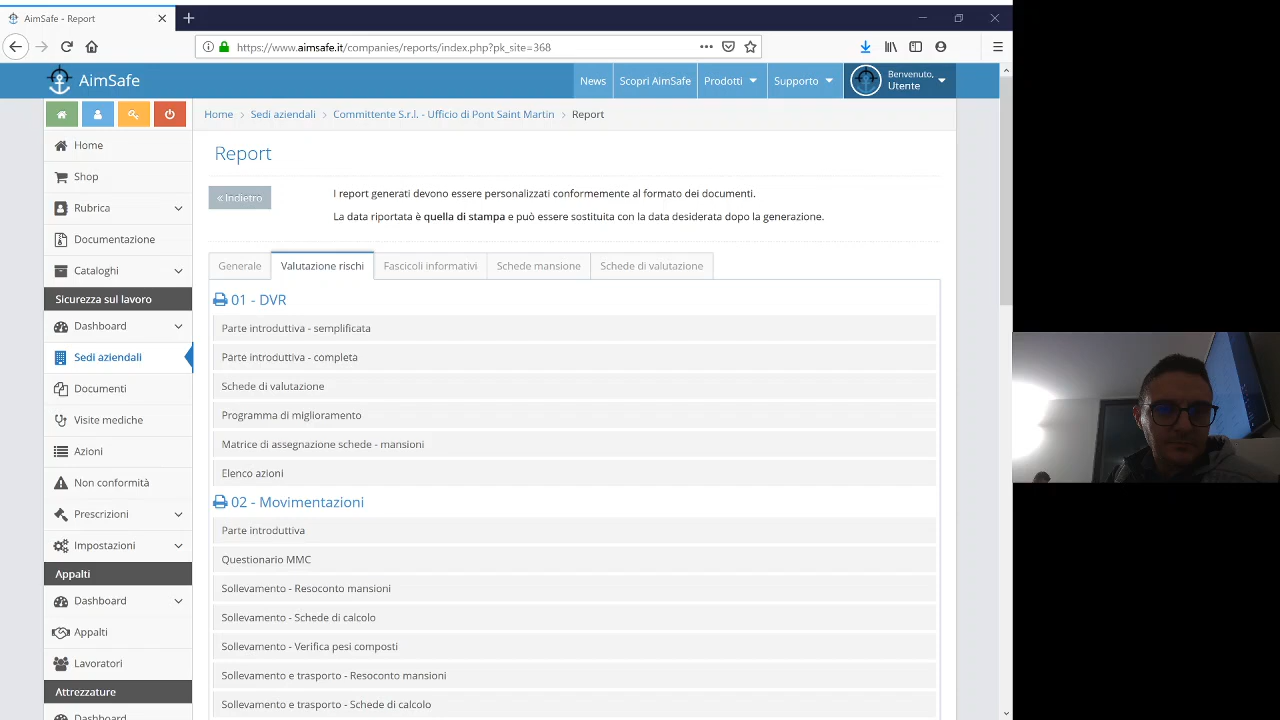 AimSafe - Report
https://www.aimsafe.it/companies/reports/index.php?pk_site=368
AimSafe
News
Scopri AimSafe
Prodotti
Supporto
Benvenuto,
Utente
Home
Sedi aziendali
Committente S.r.l. - Ufficio di Pont Saint Martin
Report
Home
Shop
Rubrica
Documentazione
Cataloghi
Sicurezza sul lavoro
Dashboard
Sedi aziendali
Documenti
Visite mediche
Azioni
Non conformità
Prescrizioni
Impostazioni
Appalti
Dashboard
Appalti
Lavoratori
Attrezzature
Dashboard
Report
« Indietro
I report generati devono essere personalizzati conformemente al formato dei documenti.
La data riportata è quella di stampa e può essere sostituita con la data desiderata dopo la generazione.
Generale
Valutazione rischi
Fascicoli informativi
Schede mansione
Schede di valutazione
01 - DVR
Parte introduttiva - semplificata
Parte introduttiva - completa
Schede di valutazione
Programma di miglioramento
Matrice di assegnazione schede - mansioni
Elenco azioni
02 - Movimentazioni
Parte introduttiva
Questionario MMC
Sollevamento - Resoconto mansioni
Sollevamento - Schede di calcolo
Sollevamento - Verifica pesi composti
Sollevamento e trasporto - Resoconto mansioni
Sollevamento e trasporto - Schede di calcolo